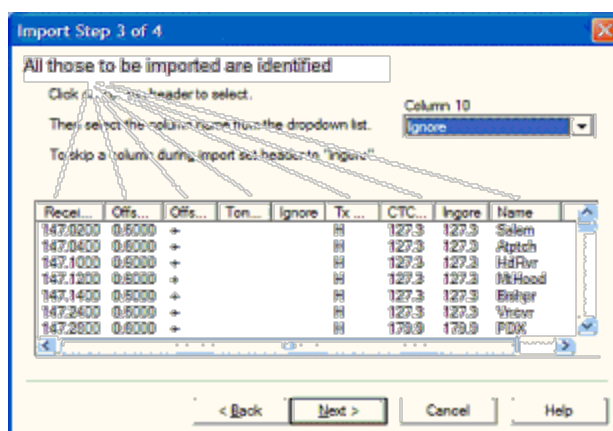 Import Step 3 of 4
All those to be imported are identified
Click header to select.
Column 10
Then select the column name from the dropdown list.
Ignore
To skip a column during import set header to "Ingore"
Recei... Offs... Offs... Ton... Ignore Tx ... CTC... Ingore Name
147.0200 0.6000 + H 127.3 127.3 Salem
147.0400 0.6000 + H 127.3 127.3
147.1000 0.6000 + H 127.3 127.3 HdRvr
147.1200 0.6000 + H 127.3 127.3 MtHood
147.1400 0.6000 + H 127.3 127.3
147.2400 0.6000 + H 127.3 127.3 Vncvr
147.2800 0.6000 + H 179.9 179.9 PDX
< Back Next > Cancel Help